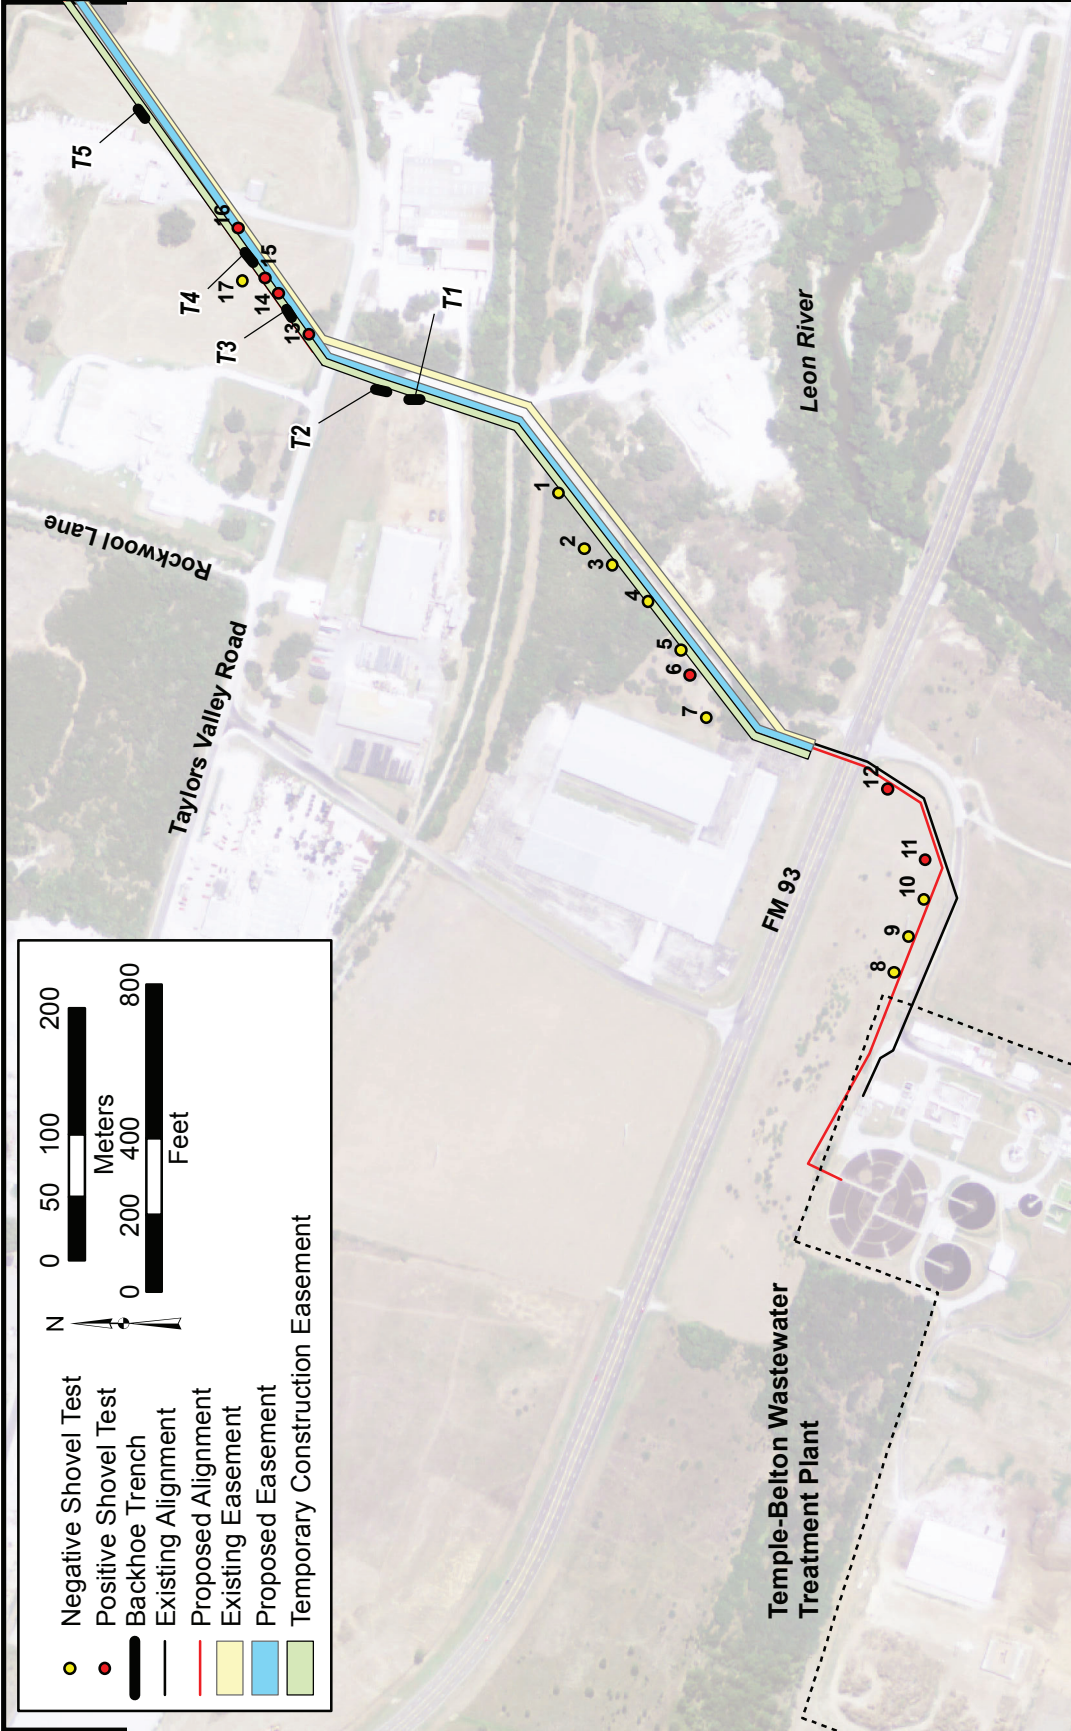 Negative Shovel Test
Positive Shovel Test
Backhoe Trench
Existing Alignment
Proposed Alignment
Existing Easement
Proposed Easement
Temporary Construction Easement
N
0 50 100 200
Meters
0 200 400 800
Feet
Taylors Valley Road
Rockwool Lane
FM 93
Leon River
Temple-Belton Wastewater
Treatment Plant
T1
T2
T3
T4
T5
1
2
3
4
5
6
7
8
9
10
11
12
13
14
15
16
17